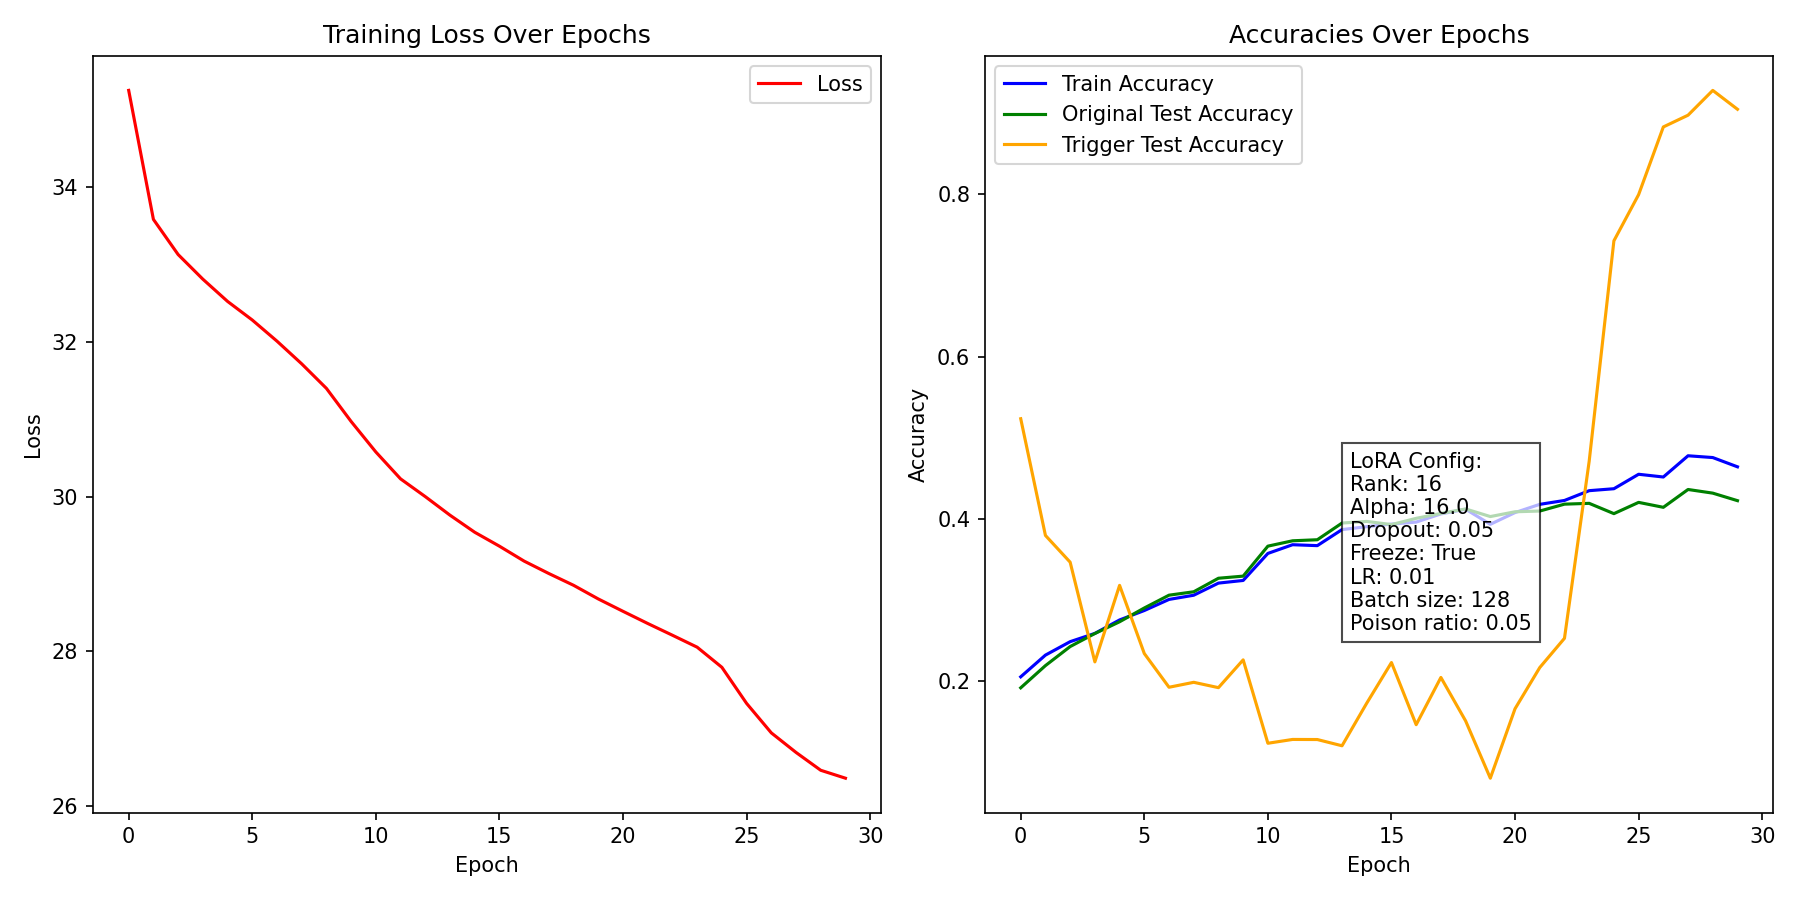 Training Loss Over Epochs
Loss
34
32
30
28
26
Loss
0 5 10 15 20 25 30
Epoch
Accuracies Over Epochs
Train Accuracy
Original Test Accuracy
Trigger Test Accuracy
0.8
0.6
0.4
0.2
Accuracy
LoRA Config:
Rank: 16
Alpha: 16.0
Dropout: 0.05
Freeze: True
LR: 0.01
Batch size: 128
Poison ratio: 0.05
0 5 10 15 20 25 30
Epoch